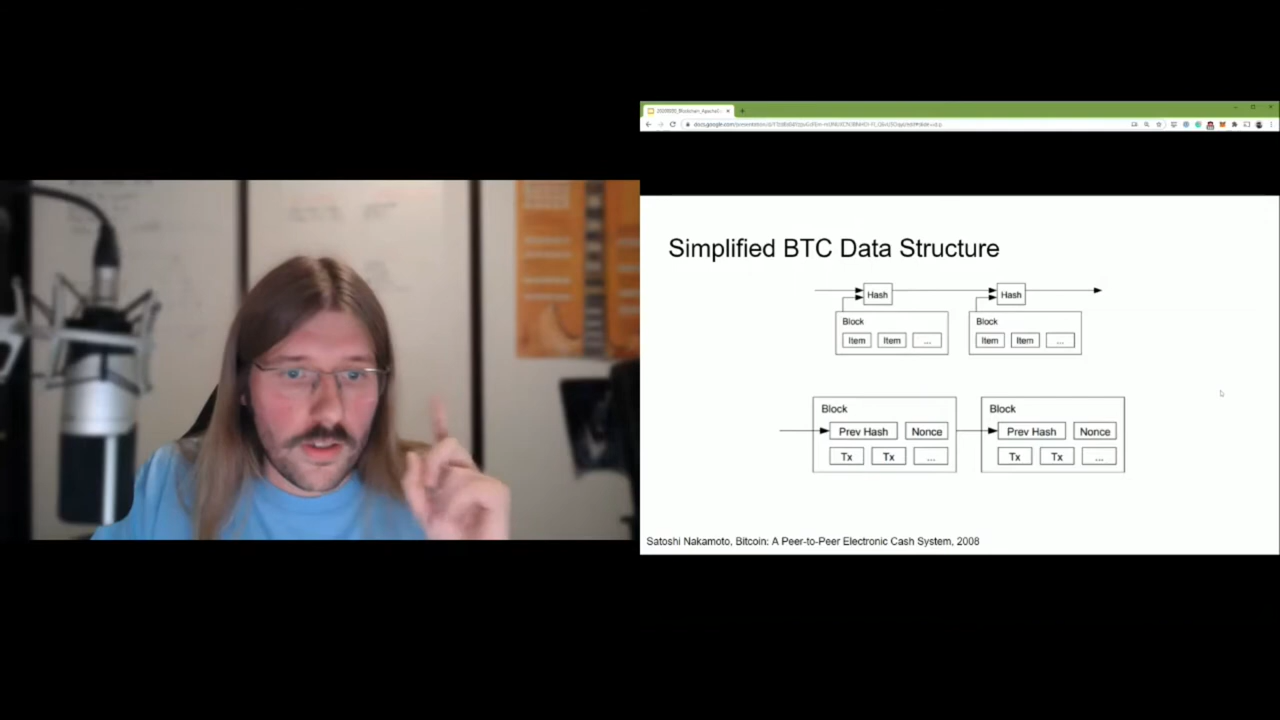 Simplified BTC Data Structure
Hash Hash
Block Block
Item Item ... Item Item ...
Block Block
Prev Hash Nonce Prev Hash Nonce
Tx Tx ... Tx Tx ...
Satoshi Nakamoto, Bitcoin: A Peer-to-Peer Electronic Cash System, 2008